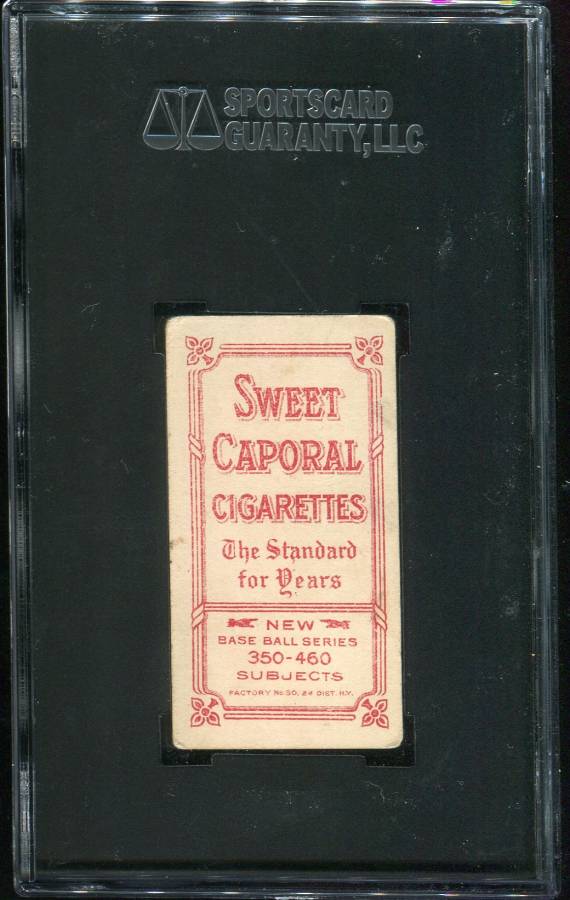 SPORTSCARD
GUARANTY, LLC
SWEET
CAPORAL
CIGARETTES
The Standard
for Years
NEW
BASE BALL SERIES
350-460
SUBJECTS
FACTORY No 30, 2d DIST. N.Y.